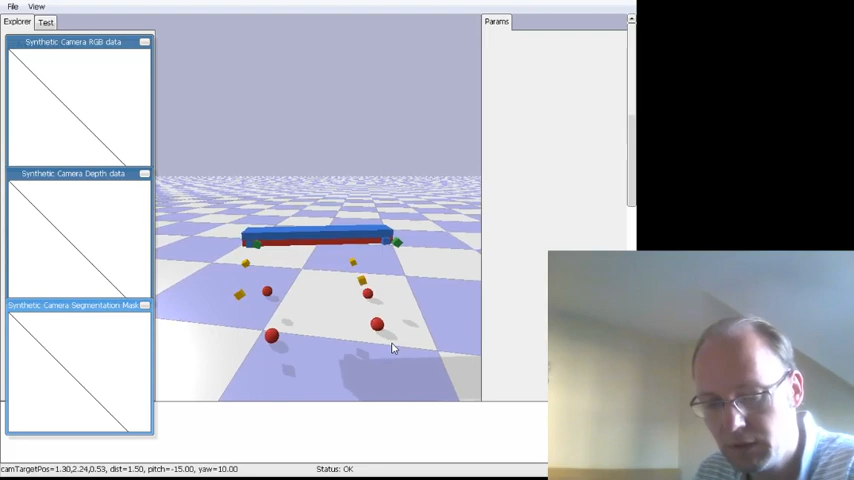 File View
Explorer Test
Params
Synthetic Camera RGB data
Synthetic Camera Depth data
Synthetic Camera Segmentation Mask
camTargetPos=1.30,2.24,0.53, dist=1.50, pitch=-15.00, yaw=10.00
Status: OK